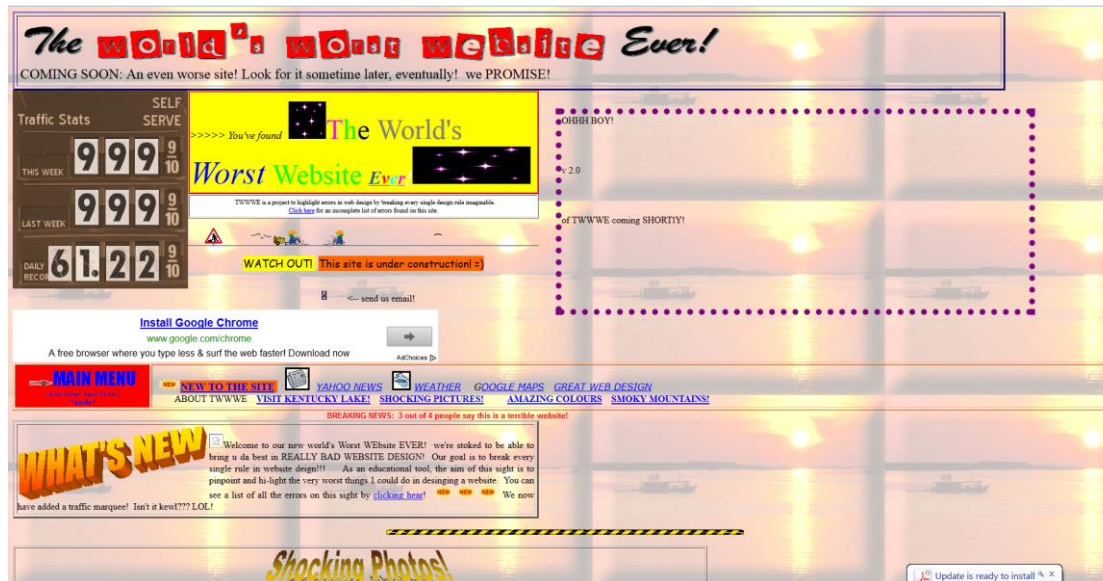 The world's worst website Ever!
COMING SOON: An even worse site! Look for it sometime later, eventually! we PROMISE!
Traffic Stats
SELF SERVE
THIS WEEK 999 9/10
LAST WEEK 999 9/10
DAILY RECOR 61.22 9/10
>>>>> You've found The World's
Worst Website Ever!
TWWWE is a project to highlight errors in web design by breaking every single design rule imaginable.
Click here for an incomplete list of errors found on this site.
WATCH OUT! This site is under construction! =)
<-- send us email!
OHHH BOY!
v 2.0
of TWWWE coming SHORTlY!
Install Google Chrome
www.google.com/chrome
A free browser where you type less & surf the web faster! Download now
AdChoices
MAIN MENU
NEW NEW TO THE SITE YAHOO NEWS WEATHER GOOGLE MAPS GREAT WEB DESIGN
ABOUT TWWWE VISIT KENTUCKY LAKE! SHOCKING PICTURES! AMAZING COLOURS SMOKY MOUNTAINS!
BREAKING NEWS: 3 out of 4 people say this is a terrible website!
WHAT'S NEW
Welcome to our new world's Worst WEbsite EVER! we're stoked to be able to
bring u da best in REALLY BAD WEBSITE DESIGN! Our goal is to break every
single rule in website deign!!! As an educational tool, the aim of this sight is to
pinpoint and hi-light the very worst things I could do in desinging a website. You can
see a list of all the errors on this sight by clicking hear! NEW NEW NEW We now
have added a traffic marquee! Isn't it kewl??? LOL!
Shocking Photos!
Update is ready to install